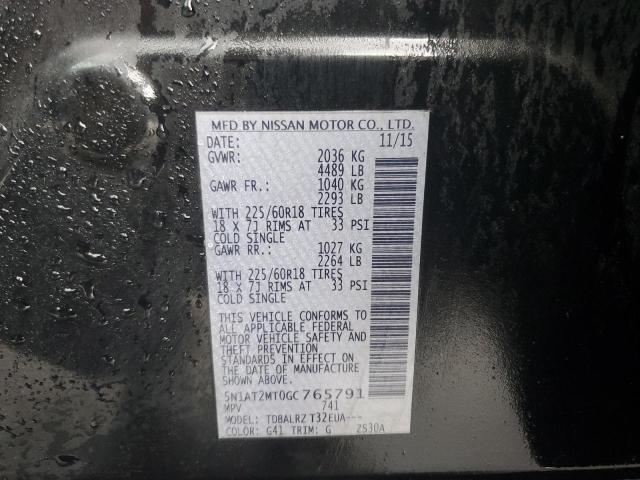 MFD BY NISSAN MOTOR CO., LTD.
DATE: 11/15
GVWR: 2036 KG
4489 LB
GAWR FR.: 1040 KG
2293 LB
WITH 225/60R18 TIRES
18 X 7J RIMS AT 33 PSI
COLD SINGLE
GAWR RR.: 1027 KG
2264 LB
WITH 225/60R18 TIRES
18 X 7J RIMS AT 33 PSI
COLD SINGLE
THIS VEHICLE CONFORMS TO
ALL APPLICABLE FEDERAL
MOTOR VEHICLE SAFETY AND
THEFT PREVENTION
STANDARDS IN EFFECT ON
THE DATE OF MANUFACTURE
SHOWN ABOVE.
5N1AT2MT0GC765791
MPV 741
MODEL: TDBALRZ T32EUA---
COLOR: G41 TRIM: G ZS30A